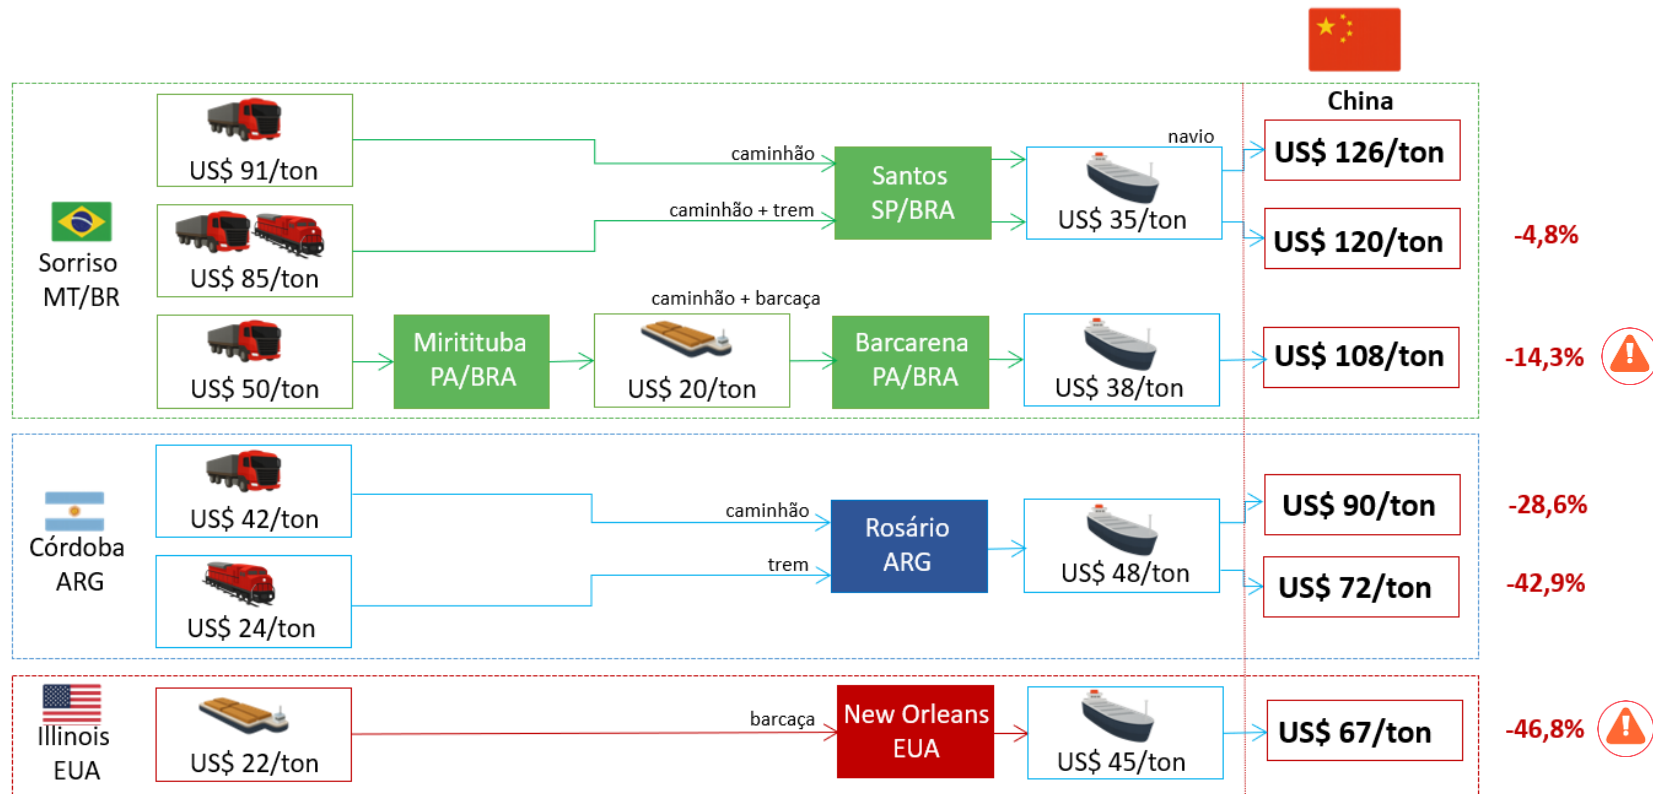 China
Sorriso
MT/BR
US$ 91/ton
caminhão
US$ 85/ton
caminhão + trem
Santos
SP/BRA
navio
US$ 35/ton
US$ 126/ton
US$ 120/ton
-4,8%
US$ 50/ton
Miritituba
PA/BRA
caminhão + barcaça
US$ 20/ton
Barcarena
PA/BRA
US$ 38/ton
US$ 108/ton
-14,3%
Córdoba
ARG
US$ 42/ton
caminhão
US$ 24/ton
trem
Rosário
ARG
US$ 48/ton
US$ 90/ton
-28,6%
US$ 72/ton
-42,9%
Illinois
EUA
US$ 22/ton
barcaça
New Orleans
EUA
US$ 45/ton
US$ 67/ton
-46,8%